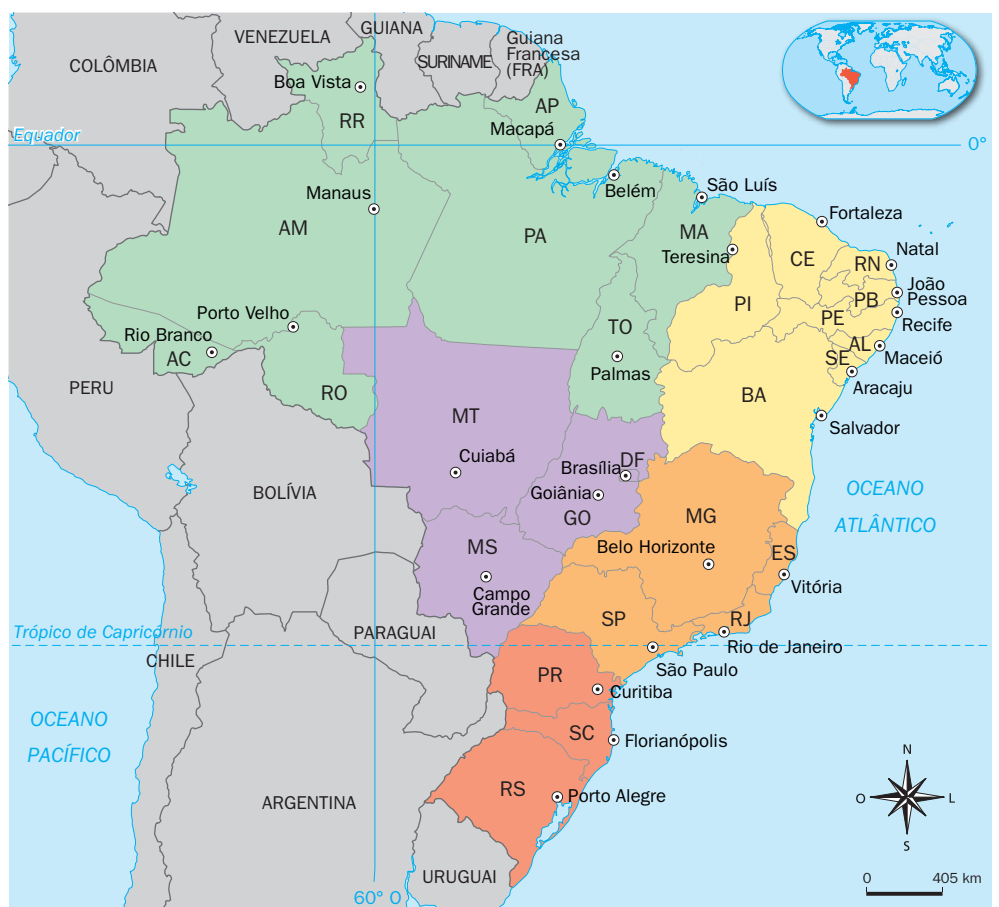 VENEZUELA
GUIANA
Guiana
Francesa
(FRA)
COLÔMBIA
SURINAME
Boa Vista
RR
AP
Macapá
Equador
0°
Belém
São Luís
Manaus
AM
PA
MA
Teresina
Fortaleza
CE
RN
Natal
João
Pessoa
PB
PI
PE
Recife
Porto Velho
Rio Branco
AC
TO
AL
Maceió
SE
Aracaju
Palmas
PERU
RO
BA
MT
Salvador
Cuiabá
Brasília
DF
Goiânia
GO
BOLÍVIA
OCEANO
ATLÂNTICO
MG
MS
Belo Horizonte
ES
Vitória
Campo
Grande
SP
RJ
Rio de Janeiro
Trópico de Capricórnio
PARAGUAI
CHILE
São Paulo
PR
Curitiba
OCEANO
PACÍFICO
SC
Florianópolis
RS
Porto Alegre
ARGENTINA
URUGUAI
60° O
N
O
L
S
0
405 km